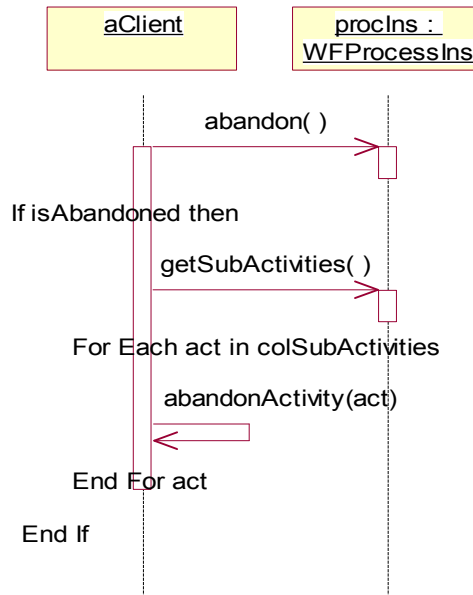 aClient
procIns :
WFProcessIns
abandon( )
If isAbandoned then
getSubActivities( )
For Each act in colSubActivities
abandonActivity(act)
End For act
End If